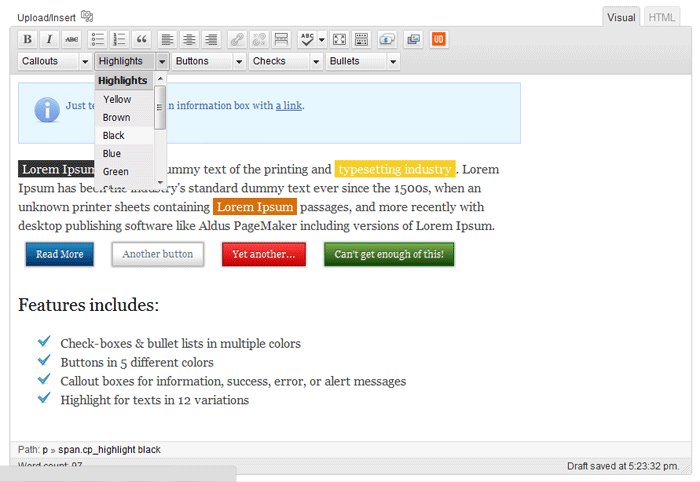 Upload/Insert
Visual HTML
B I ABC ABC UD
Callouts Highlights Buttons Checks Bullets
Highlights
Yellow
Brown
Black
Blue
Green
Just te n information box with a link.
Lorem Ipsum ummy text of the printing and typesetting industry. Lorem
Ipsum has been the industry's standard dummy text ever since the 1500s, when an
unknown printer sheets containing Lorem Ipsum passages, and more recently with
desktop publishing software like Aldus PageMaker including versions of Lorem Ipsum.
Read More Another button Yet another... Can't get enough of this!
Features includes:
Check-boxes & bullet lists in multiple colors
Buttons in 5 different colors
Callout boxes for information, success, error, or alert messages
Highlight for texts in 12 variations
Path: p » span.cp_highlight black
Word count: 97 Draft saved at 5:23:32 pm.